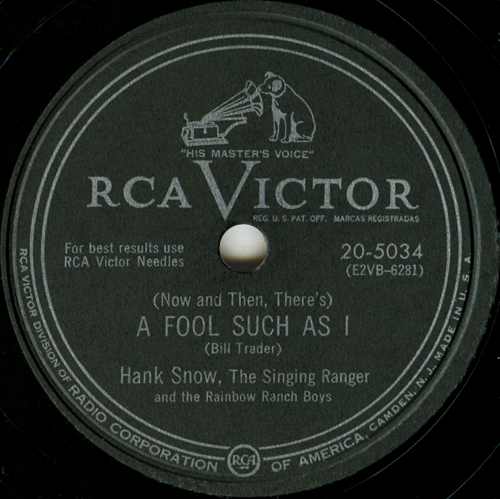 "HIS MASTER'S VOICE"
RCA VICTOR
REG. U.S. PAT. OFF. MARCAS REGISTRADAS
For best results use
RCA Victor Needles
20-5034
(E2VB-6281)
(Now and Then, There's)
A FOOL SUCH AS I
(Bill Trader)
Hank Snow, The Singing Ranger
and the Rainbow Ranch Boys
RCA VICTOR DIVISION OF RADIO CORPORATION RCA OF AMERICA, CAMDEN, N. J. MADE IN U. S. A.